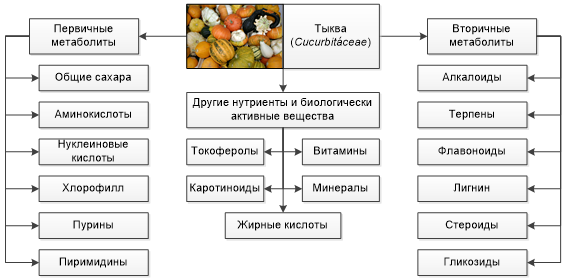 Первичные
метаболиты
Тыква
(Cucurbitáceae)
Вторичные
метаболиты
Общие сахара
Аминокислоты
Нуклеиновые
кислоты
Хлорофилл
Пурины
Пиримидины
Другие нутриенты и биологически
активные вещества
Токоферолы
Витамины
Каротиноиды
Минералы
Жирные кислоты
Алкалоиды
Терпены
Флавоноиды
Лигнин
Стероиды
Гликозиды